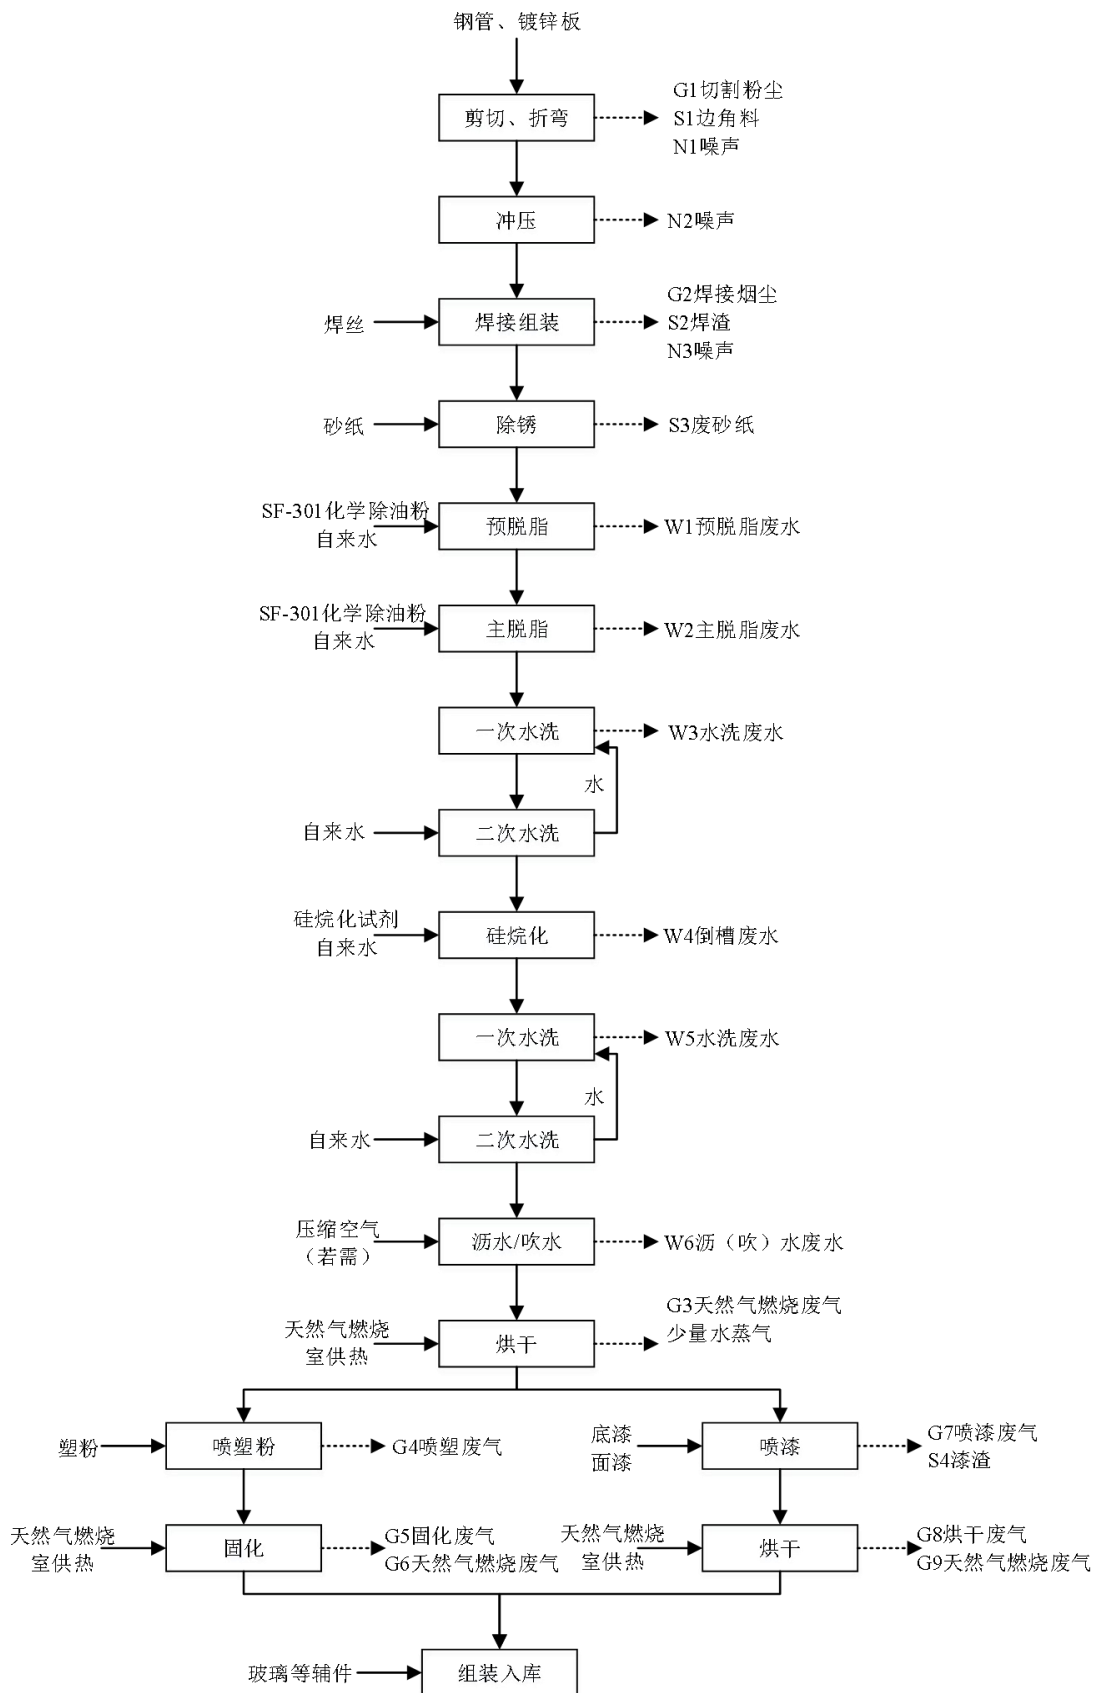 钢管、镀锌板
剪切、折弯
G1切割粉尘
S1边角料
N1噪声
冲压
N2噪声
焊丝
焊接组装
G2焊接烟尘
S2焊渣
N3噪声
砂纸
除锈
S3废砂纸
SF-301化学除油粉
自来水
预脱脂
W1预脱脂废水
SF-301化学除油粉
自来水
主脱脂
W2主脱脂废水
一次水洗
W3水洗废水
水
自来水
二次水洗
硅烷化试剂
自来水
硅烷化
W4倒槽废水
一次水洗
W5水洗废水
水
自来水
二次水洗
压缩空气
（若需）
沥水/吹水
W6沥（吹）水废水
天然气燃烧
室供热
烘干
G3天然气燃烧废气
少量水蒸气
塑粉
喷塑粉
G4喷塑废气
底漆
面漆
喷漆
G7喷漆废气
S4漆渣
天然气燃烧
室供热
固化
G5固化废气
G6天然气燃烧废气
天然气燃烧
室供热
烘干
G8烘干废气
G9天然气燃烧废气
玻璃等辅件
组装入库